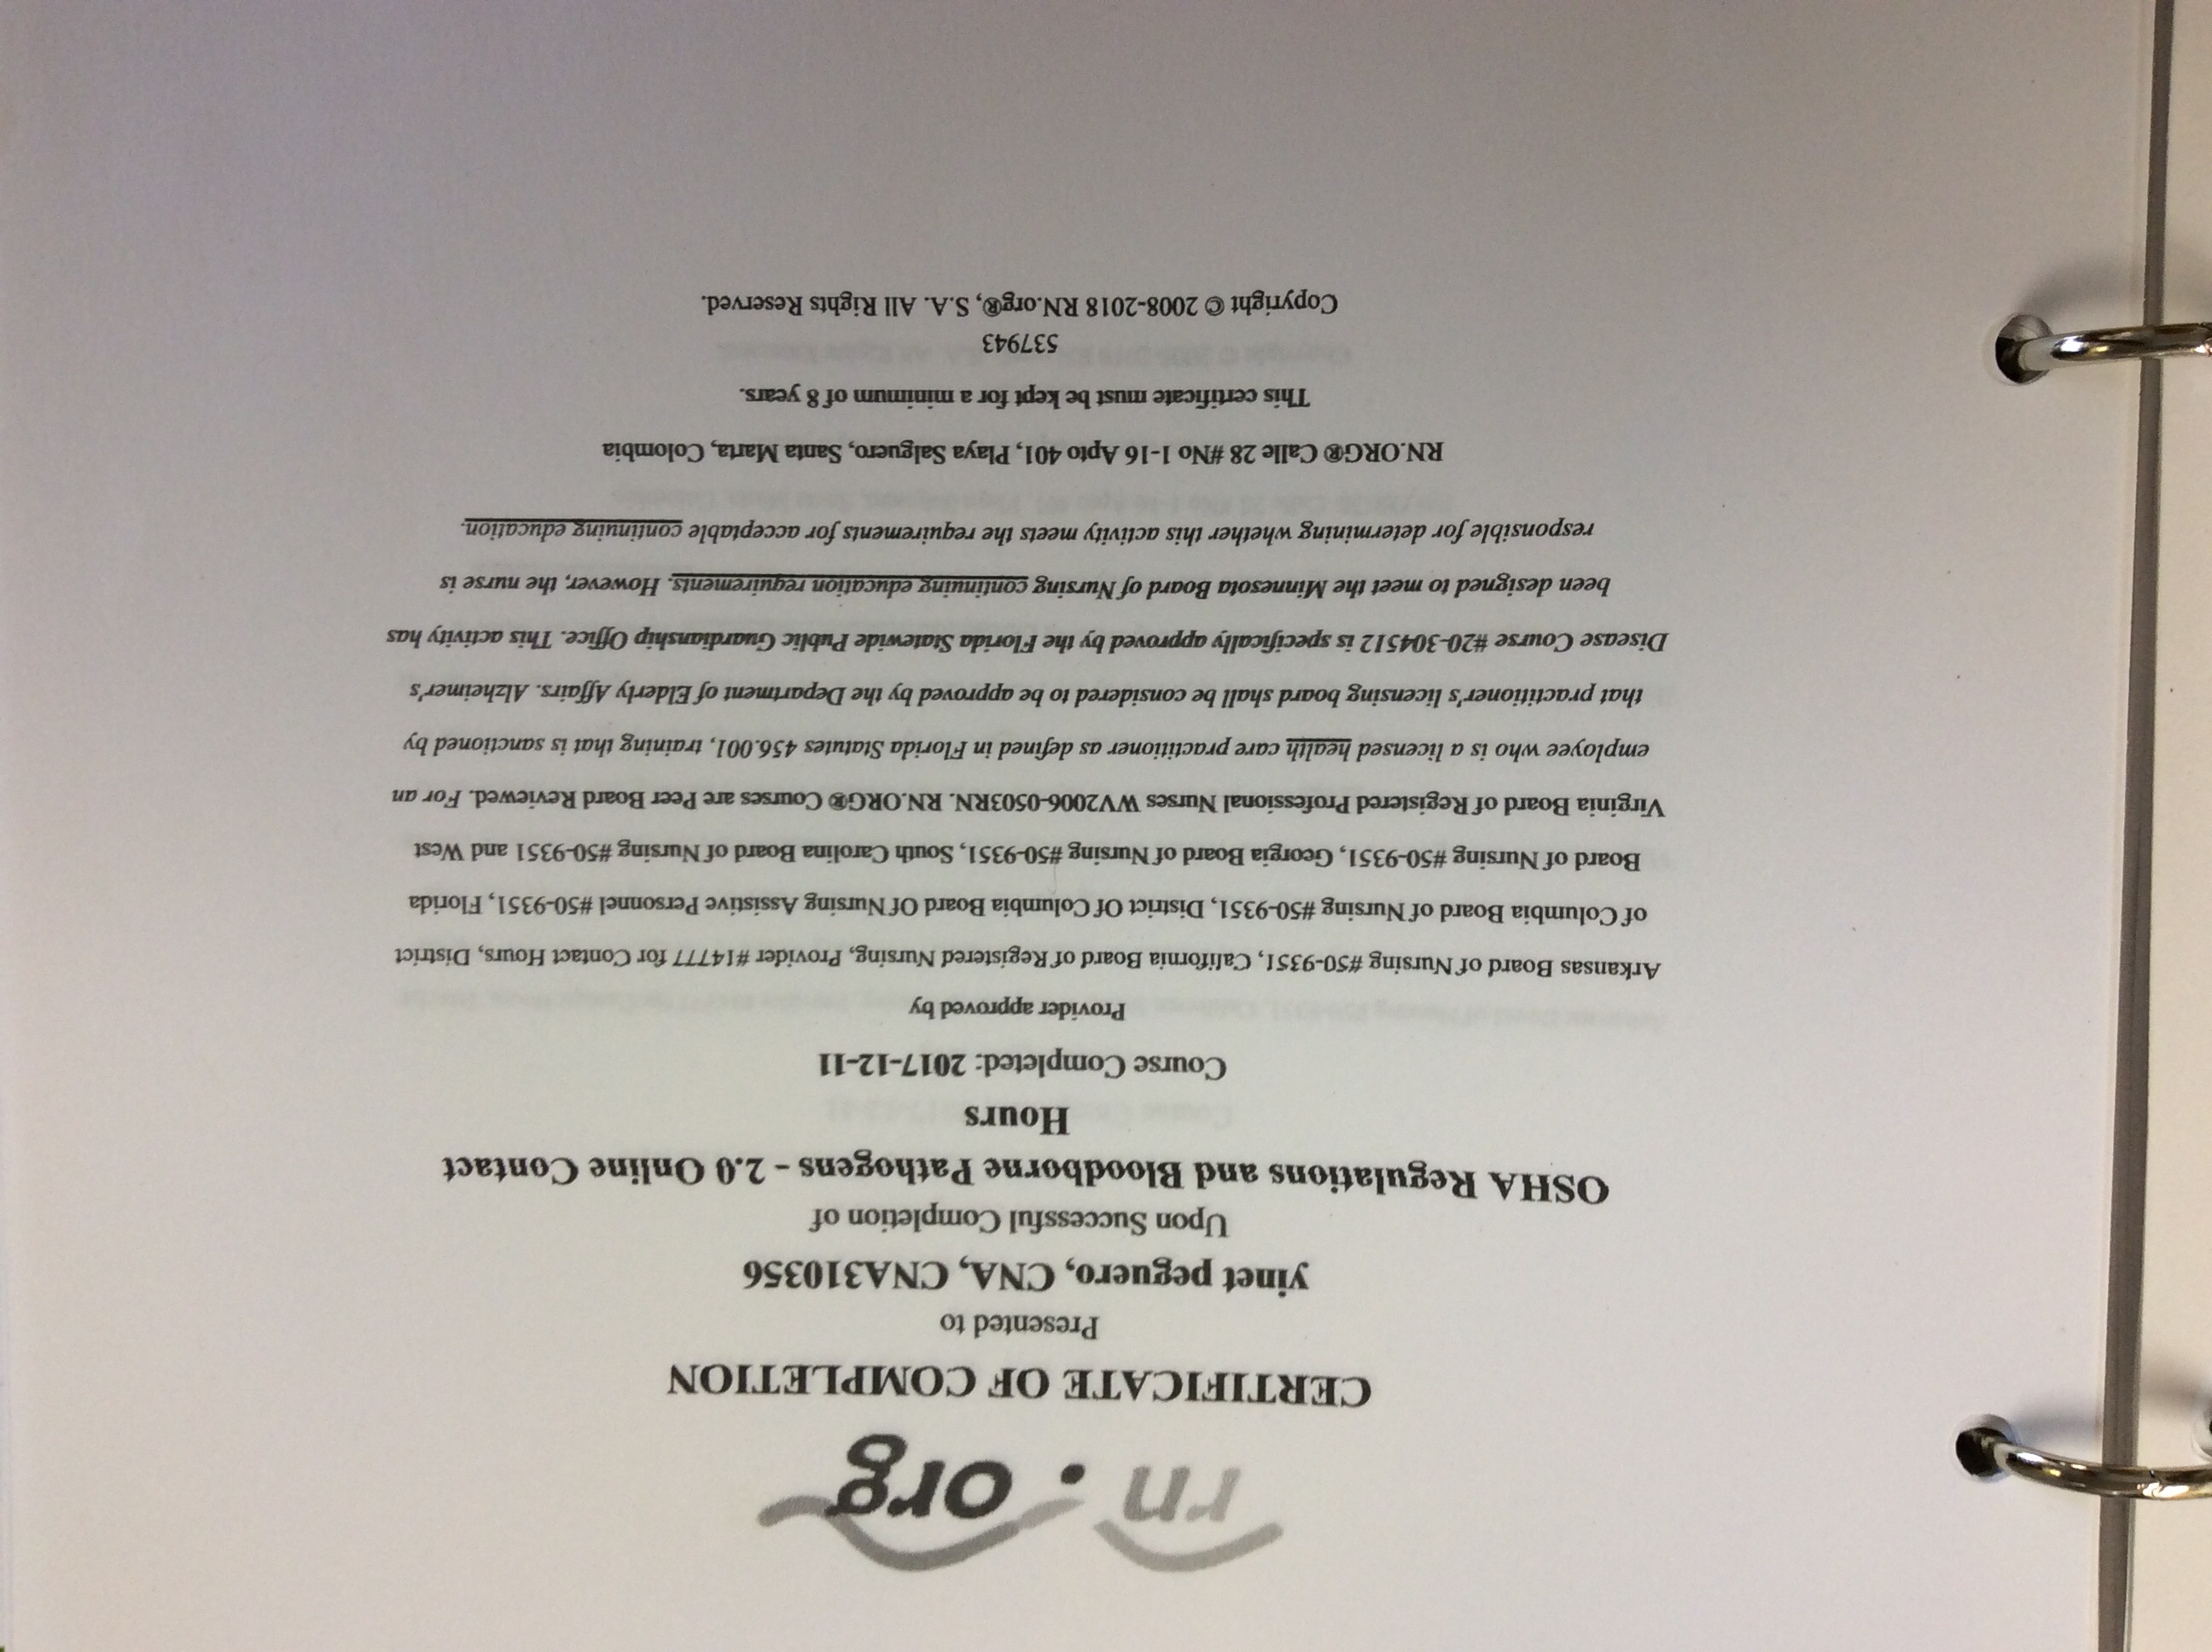 rn.org
CERTIFICATE OF COMPLETION
Presented to
yinet peguero, CNA, CNA310356
Upon Successful Completion of
OSHA Regulations and Bloodborne Pathogens - 2.0 Online Contact
Hours
Course Completed: 2017-12-11
Provider approved by
Arkansas Board of Nursing #50-9351, California Board of Registered Nursing, Provider #14777 for Contact Hours, District
of Columbia Board of Nursing #50-9351, District Of Columbia Board Of Nursing Assistive Personnel #50-9351, Florida
Board of Nursing #50-9351, Georgia Board of Nursing #50-9351, South Carolina Board of Nursing #50-9351 and West
Virginia Board of Registered Professional Nurses WV2006-0503RN. RN.ORG® Courses are Peer Board Reviewed. For an
employee who is a licensed health care practitioner as defined in Florida Statutes 456.001, training that is sanctioned by
that practitioner's licensing board shall be considered to be approved by the Department of Elderly Affairs. Alzheimer's
Disease Course #20-304512 is specifically approved by the Florida Statewide Public Guardianship Office. This activity has
been designed to meet the Minnesota Board of Nursing continuing education requirements. However, the nurse is
responsible for determining whether this activity meets the requirements for acceptable continuing education.
RN.ORG® Calle 28 #No 1-16 Apto 401, Playa Salguero, Santa Marta, Colombia
This certificate must be kept for a minimum of 8 years.
537943
Copyright © 2008-2018 RN.org®, S.A. All Rights Reserved.